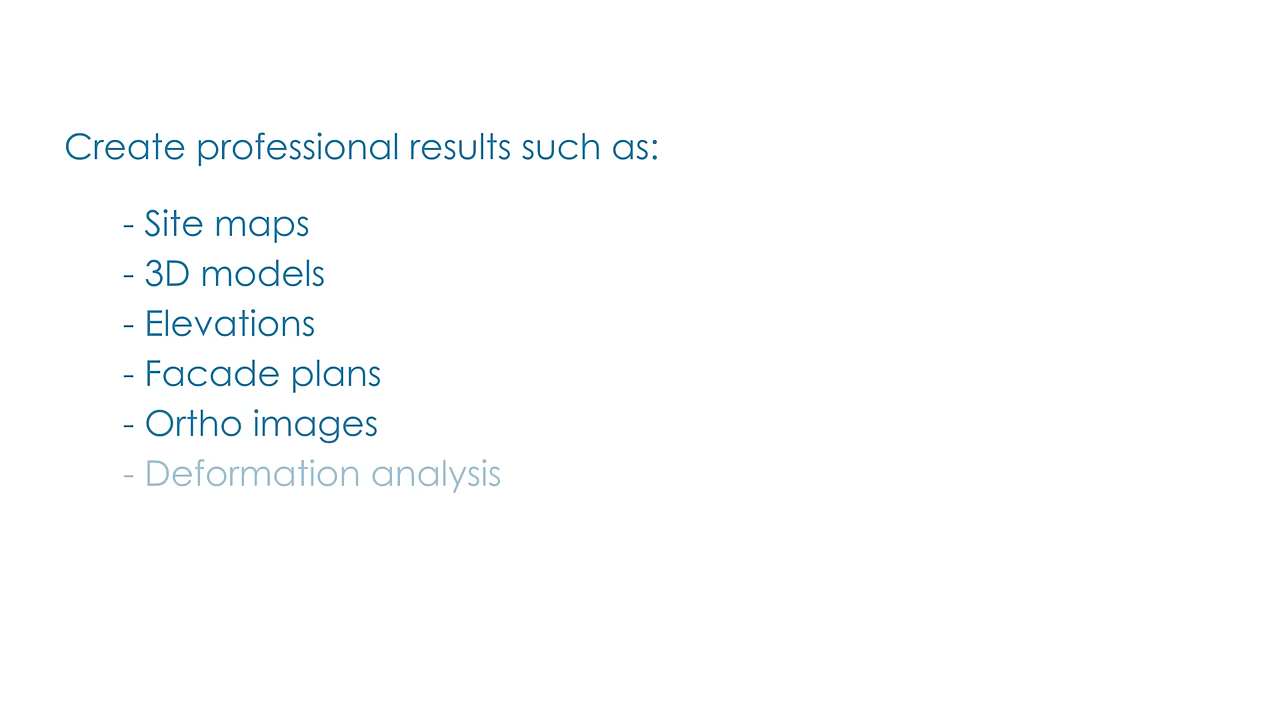 Create professional results such as:
- Site maps
- 3D models
- Elevations
- Facade plans
- Ortho images
- Deformation analysis